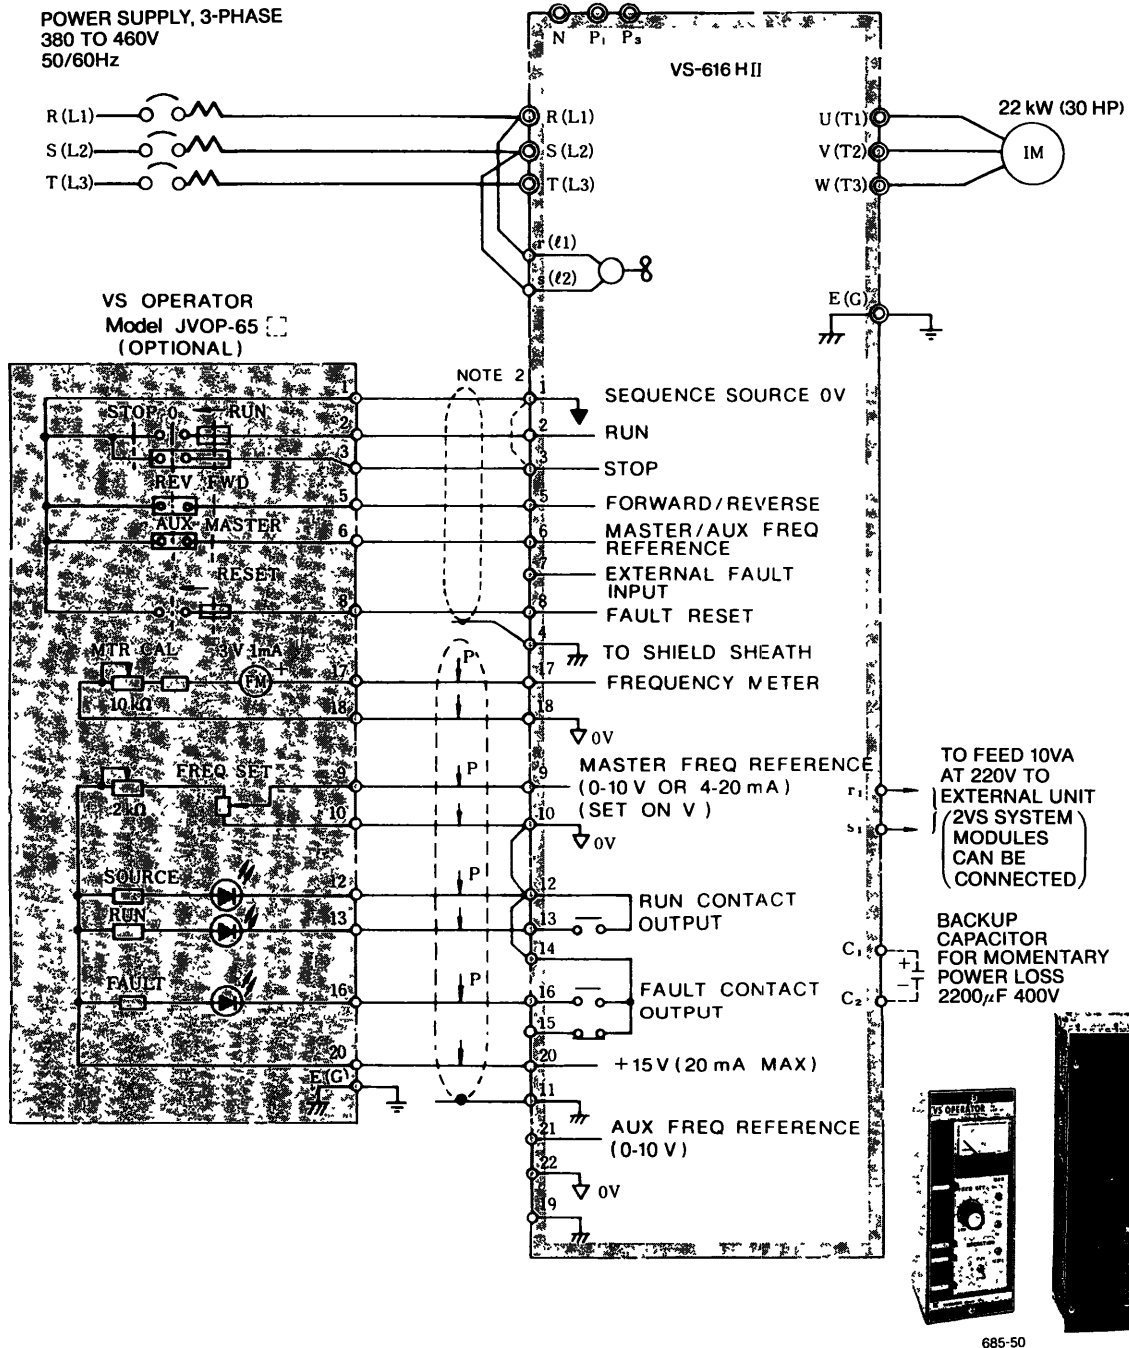 POWER SUPPLY, 3-PHASE
380 TO 460V
50/60Hz
N P₁ P₃
VS-616HII
R(L1) R(L1)
S(L2) S(L2)
T(L3) T(L3)
U(T1)
V(T2)
W(T3)
22 kW (30 HP)
IM
r (ℓ1)
s (ℓ2)
E(G)
VS OPERATOR
Model JVOP-65
(OPTIONAL)
NOTE 2
1 1 SEQUENCE SOURCE 0V
STOP 0 RUN
2 2 RUN
3 3 STOP
REV FWD
5 5 FORWARD/REVERSE
AUX MASTER
6 6 MASTER/AUX FREQ
REFERENCE
7 EXTERNAL FAULT
INPUT
RESET
8 8 FAULT RESET
4 TO SHIELD SHEATH
MTR CAL 3V 1mA
10kΩ FM +
17 P 17 FREQUENCY METER
18 18 0V
FREQ SET
2kΩ
9 P 9 MASTER FREQ REFERENCE
(0-10 V OR 4-20 mA)
(SET ON V)
10 10 0V
SOURCE
12 P 12
RUN
13 13 RUN CONTACT
OUTPUT
14
FAULT
16 P 16 FAULT CONTACT
OUTPUT
15
20 20 +15V (20 mA MAX)
E(G)
11
21 AUX FREQ REFERENCE
(0-10 V)
22 0V
19
r₁
s₁
TO FEED 10VA
AT 220V TO
EXTERNAL UNIT
(2VS SYSTEM
MODULES
CAN BE
CONNECTED)
C₁ +
C₂ −
BACKUP
CAPACITOR
FOR MOMENTARY
POWER LOSS
2200μF 400V
VS OPERATOR
685-50